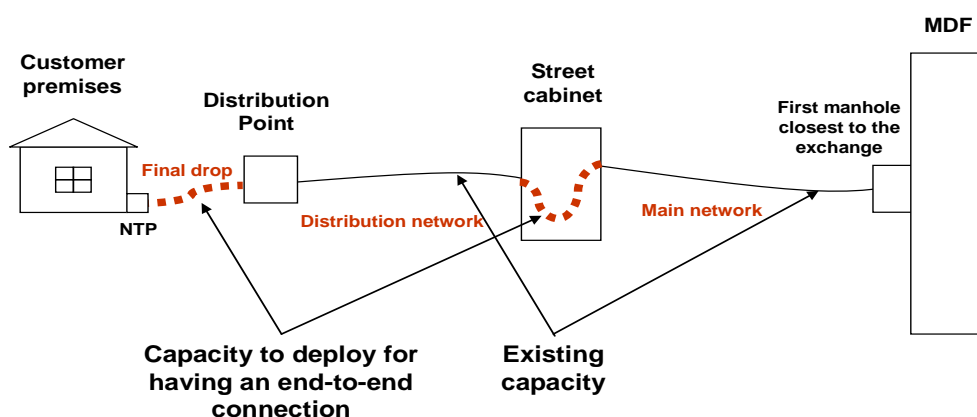 MDF
Customer
premises
Street
cabinet
Distribution
Point
First manhole
closest to the
exchange
Final drop
NTP
Distribution network
Main network
Capacity to deploy for
having an end-to-end
connection
Existing
capacity